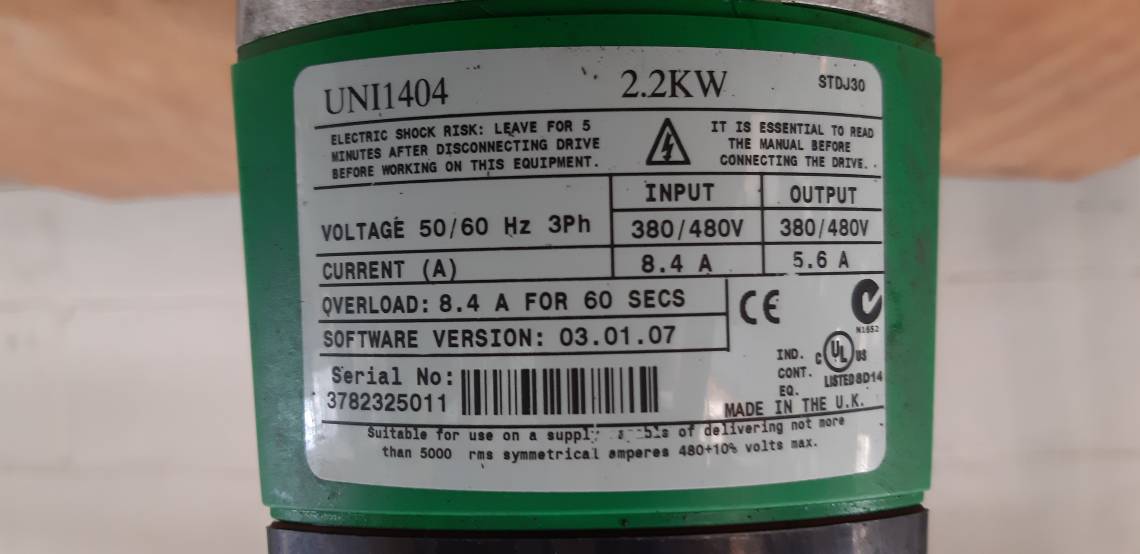 UNI1404 2.2KW STDJ30
ELECTRIC SHOCK RISK: LEAVE FOR 5
MINUTES AFTER DISCONNECTING DRIVE
BEFORE WORKING ON THIS EQUIPMENT.
IT IS ESSENTIAL TO READ
THE MANUAL BEFORE
CONNECTING THE DRIVE.
INPUT OUTPUT
VOLTAGE 50/60 Hz 3Ph 380/480V 380/480V
CURRENT (A) 8.4 A 5.6 A
OVERLOAD: 8.4 A FOR 60 SECS
SOFTWARE VERSION: 03.01.07
CE
N1652
Serial No:
3782325011
IND.
CONT.
EQ.
C UL US
LISTED 8D14
MADE IN THE U.K.
Suitable for use on a supply of delivering not more
than 5000 rms symmetrical amperes 480+10% volts max.